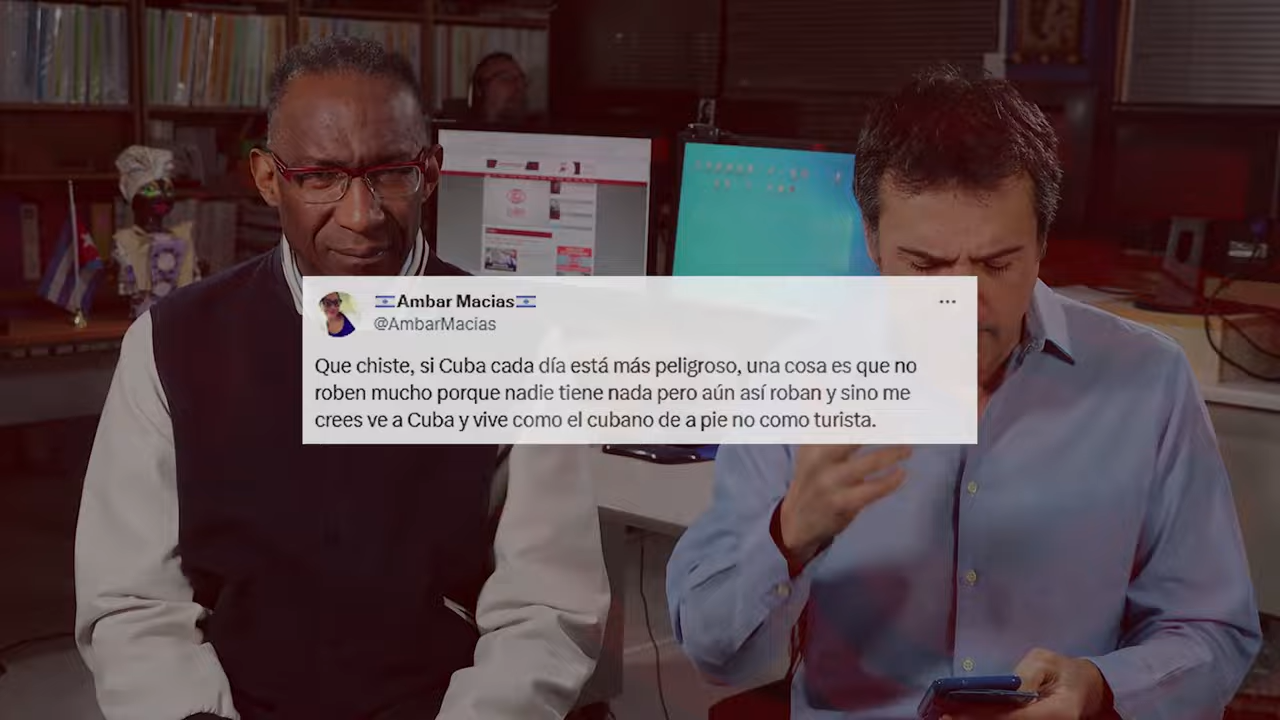 Ambar Macias
@AmbarMacias
Que chiste, si Cuba cada día está más peligroso, una cosa es que no
roben mucho porque nadie tiene nada pero aún así roban y sino me
crees ve a Cuba y vive como el cubano de a pie no como turista.